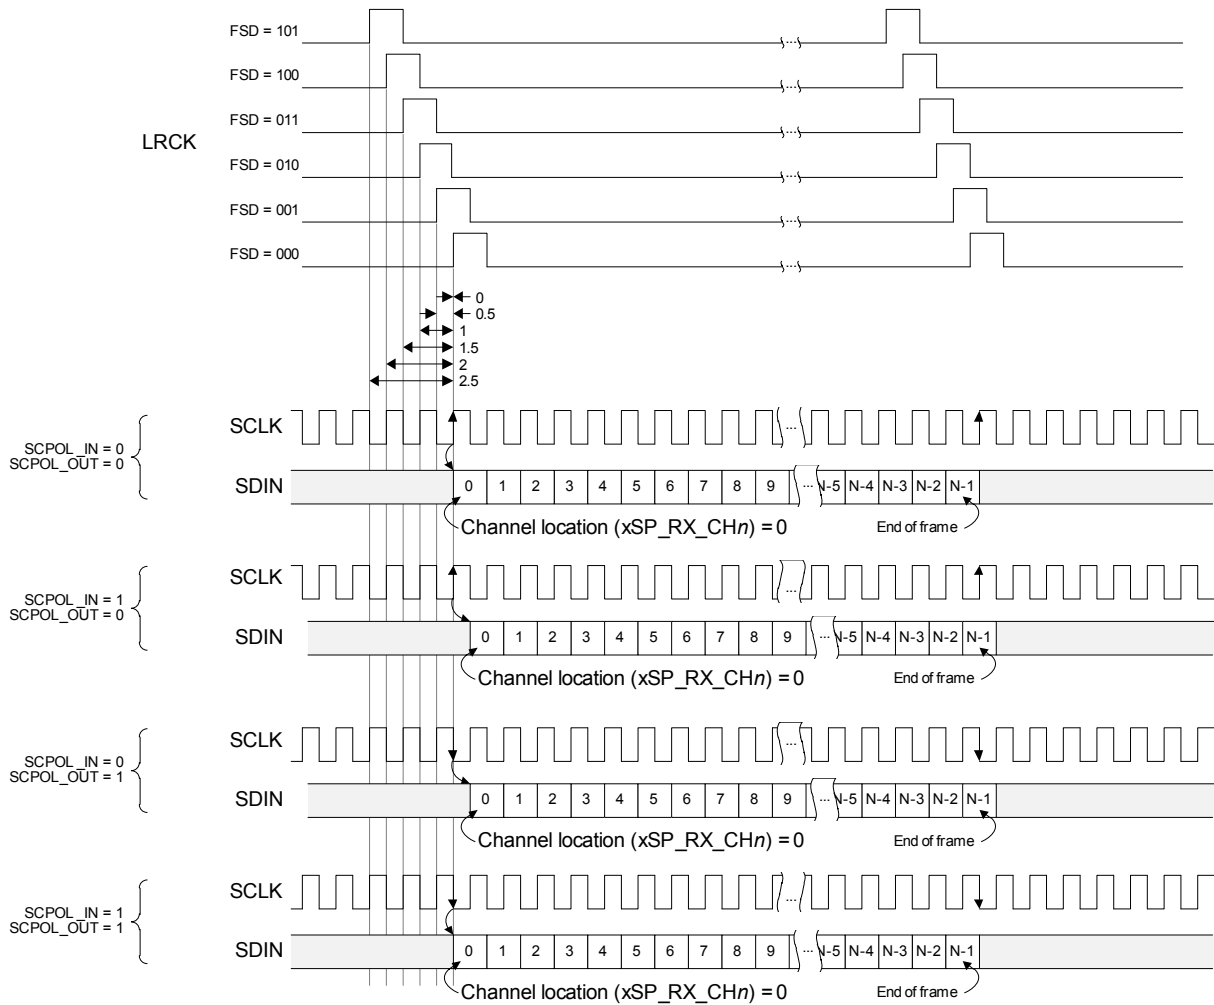 FSD = 101
...
FSD = 100
...
FSD = 011
...
LRCK
FSD = 010
...
FSD = 001
...
FSD = 000
...
0
0.5
1
1.5
2
2.5
SCPOL_IN = 0
SCPOL_OUT = 0
SCLK
...
SDIN
0 1 2 3 4 5 6 7 8 9 ... N-5 N-4 N-3 N-2 N-1
Channel location (xSP_RX_CHn) = 0
End of frame
SCPOL_IN = 1
SCPOL_OUT = 0
SCLK
...
SDIN
0 1 2 3 4 5 6 7 8 9 ... N-5 N-4 N-3 N-2 N-1
Channel location (xSP_RX_CHn) = 0
End of frame
SCPOL_IN = 0
SCPOL_OUT = 1
SCLK
...
SDIN
0 1 2 3 4 5 6 7 8 9 ... N-5 N-4 N-3 N-2 N-1
Channel location (xSP_RX_CHn) = 0
End of frame
SCPOL_IN = 1
SCPOL_OUT = 1
SCLK
...
SDIN
0 1 2 3 4 5 6 7 8 9 ... N-5 N-4 N-3 N-2 N-1
Channel location (xSP_RX_CHn) = 0
End of frame